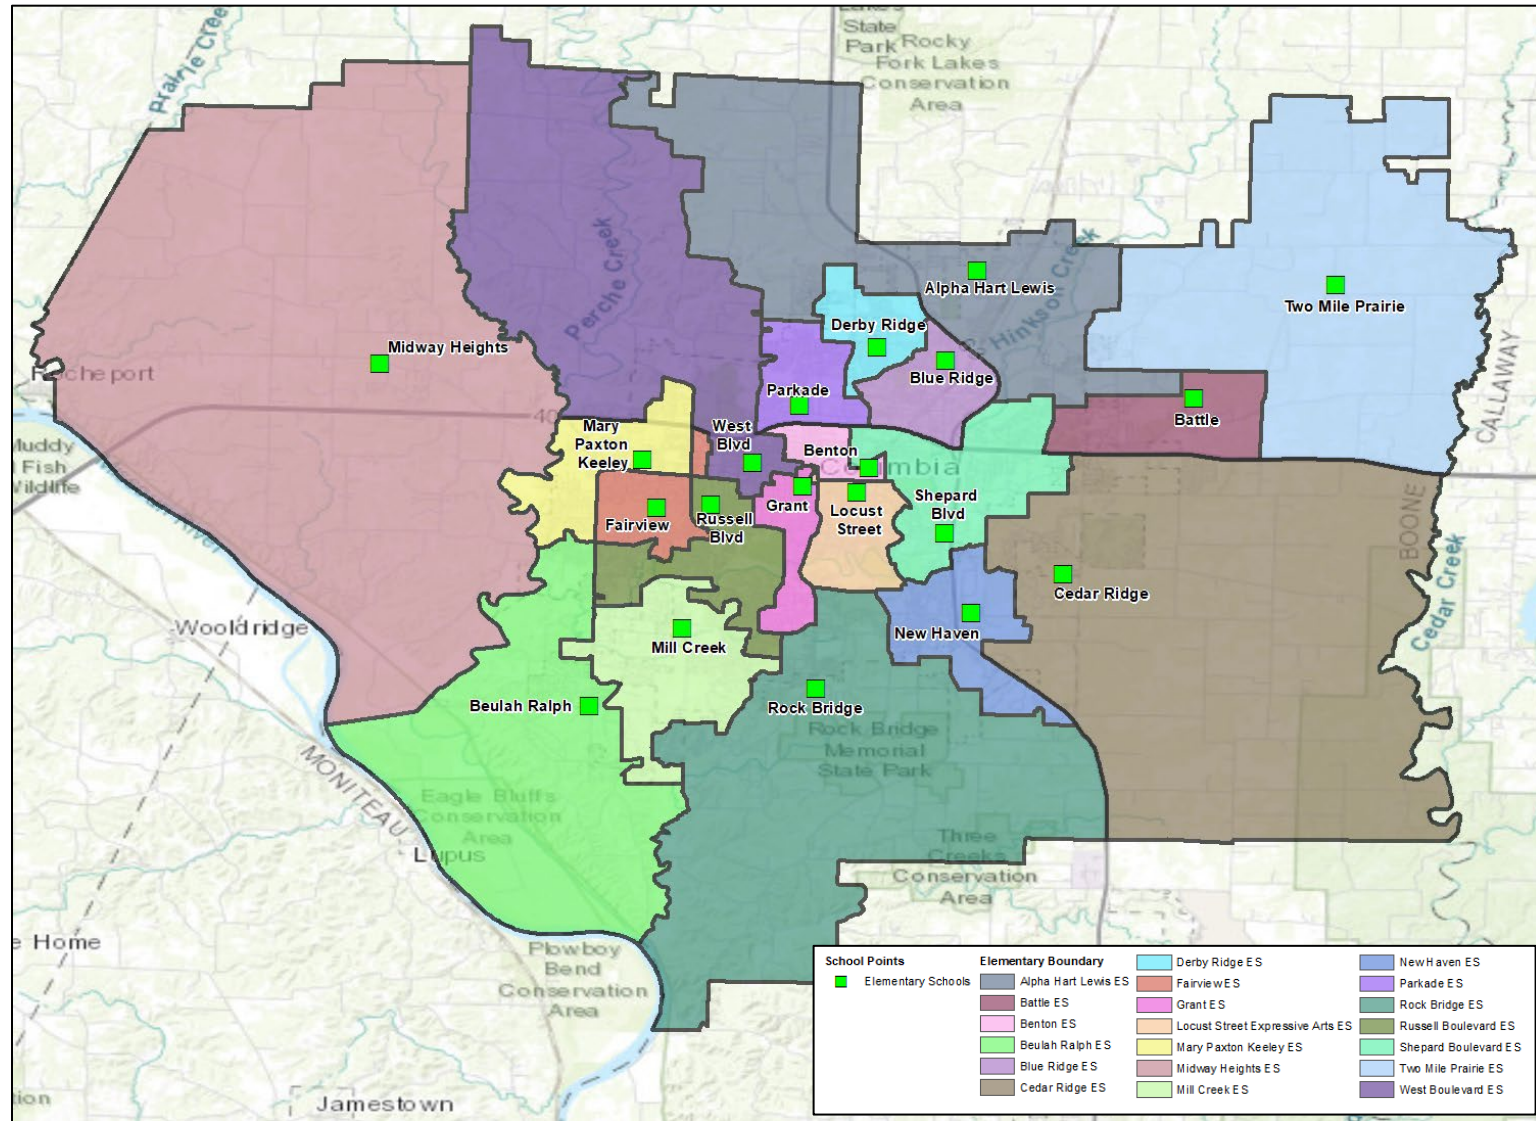 Lake's
State
Park
Rocky
Fork Lakes
Conservation
Area
Prairie Creek
Perche Creek
Hinkson Creek
Alpha Hart Lewis
Two Mile Prairie
Derby Ridge
Midway Heights
Blue Ridge
CALLAWAY
Rocheport
Parkade
40
Battle
Mary
Paxton
Keeley
West
Blvd
Benton
Columbia
Muddy
Fish
Wildlife
Shepard
Blvd
Grant
Locust
Street
Fairview
Russell
Blvd
BOONE
River
Cedar Ridge
Cedar Creek
Wooldridge
New Haven
Mill Creek
Beulah Ralph
Rock Bridge
Rock Bridge
Memorial
State Park
MONITEAU
Eagle Bluffs
Conservation
Area
Lupus
Three
Creeks
Conservation
Area
e Home
Plowboy
Bend
Conservation
Area
Jamestown
School Points
Elementary Schools
Elementary Boundary
Alpha Hart Lewis ES
Battle ES
Benton ES
Beulah Ralph ES
Blue Ridge ES
Cedar Ridge ES
Derby Ridge ES
Fairview ES
Grant ES
Locust Street Expressive Arts ES
Mary Paxton Keeley ES
Midway Heights ES
Mill Creek ES
New Haven ES
Parkade ES
Rock Bridge ES
Russell Boulevard ES
Shepard Boulevard ES
Two Mile Prairie ES
West Boulevard ES